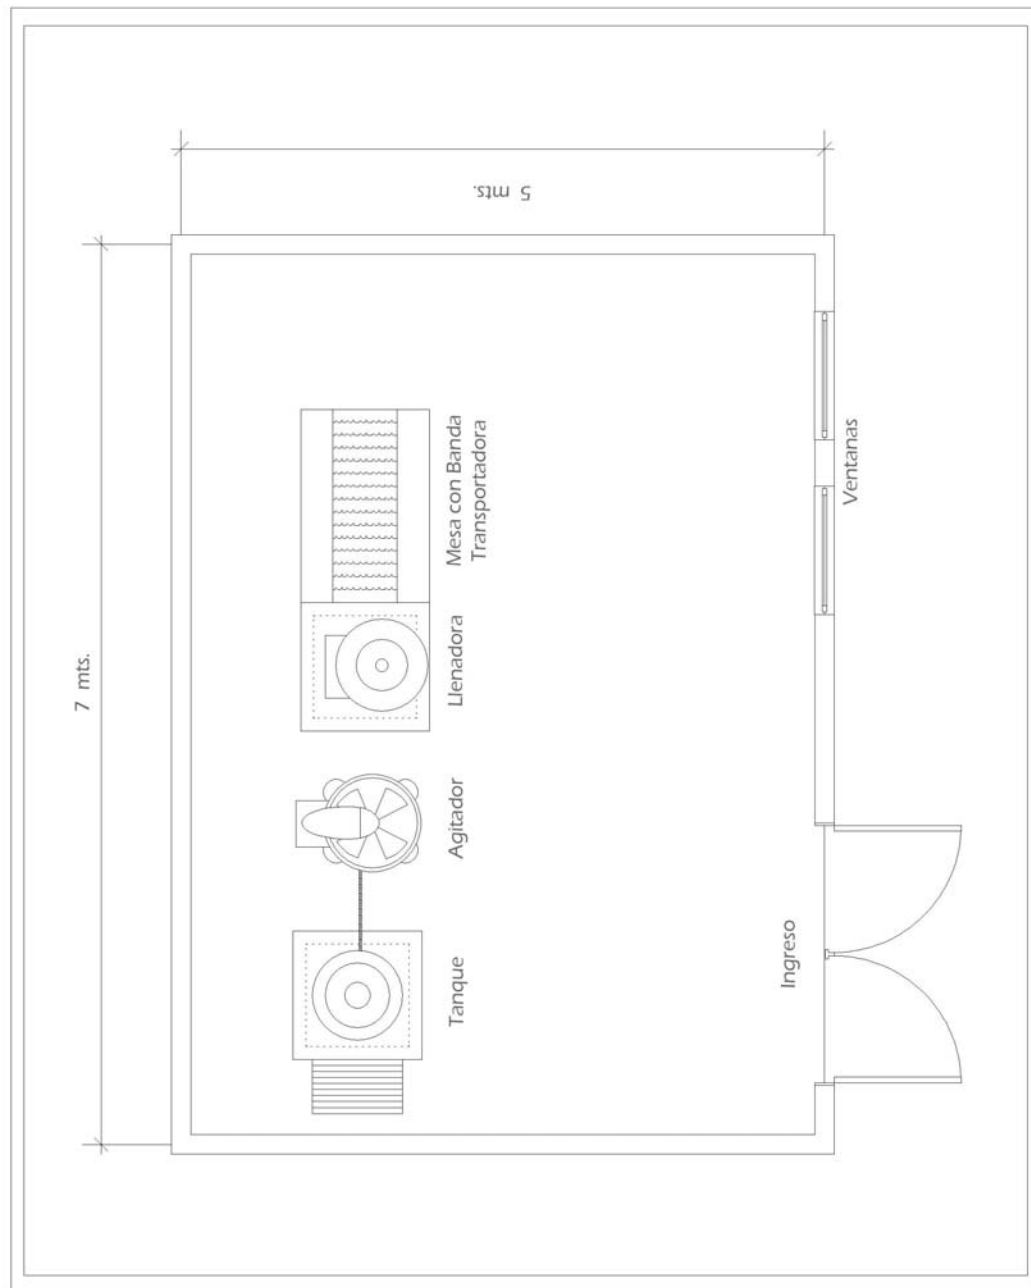 5 mts.
7 mts.
Tanque
Agitador
Llenadora
Mesa con Banda
Transportadora
Ingreso
Ventanas